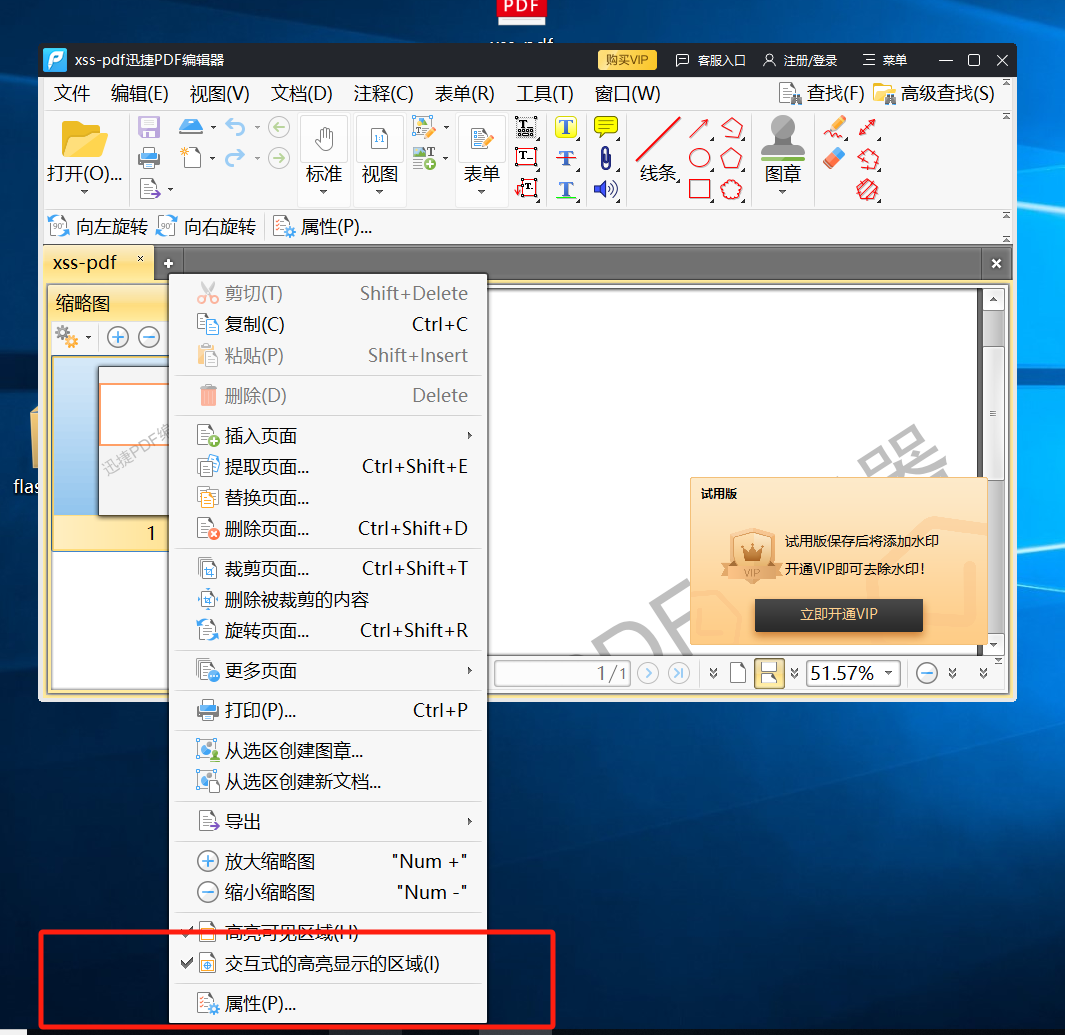 PDF
xss-pdf迅捷PDF编辑器
购买VIP
客服入口
注册/登录
菜单
文件 编辑(E) 视图(V) 文档(D) 注释(C) 表单(R) 工具(T) 窗口(W) 查找(F) 高级查找(S)
打开(O)... 标准 视图 表单 线条 图章
向左旋转 向右旋转 属性(P)...
xss-pdf
缩略图
迅捷PDF编
1
flas
剪切(T) Shift+Delete
复制(C) Ctrl+C
粘贴(P) Shift+Insert
删除(D) Delete
插入页面
提取页面... Ctrl+Shift+E
替换页面...
删除页面... Ctrl+Shift+D
裁剪页面... Ctrl+Shift+T
删除被裁剪的内容
旋转页面... Ctrl+Shift+R
更多页面
打印(P)... Ctrl+P
从选区创建图章...
从选区创建新文档...
导出
放大缩略图 "Num +"
缩小缩略图 "Num -"
高亮可见区域(H)
交互式的高亮显示的区域(I)
属性(P)...
PDF
器
试用版
VIP
试用版保存后将添加水印
开通VIP即可去除水印!
立即开通VIP
1/1
51.57%